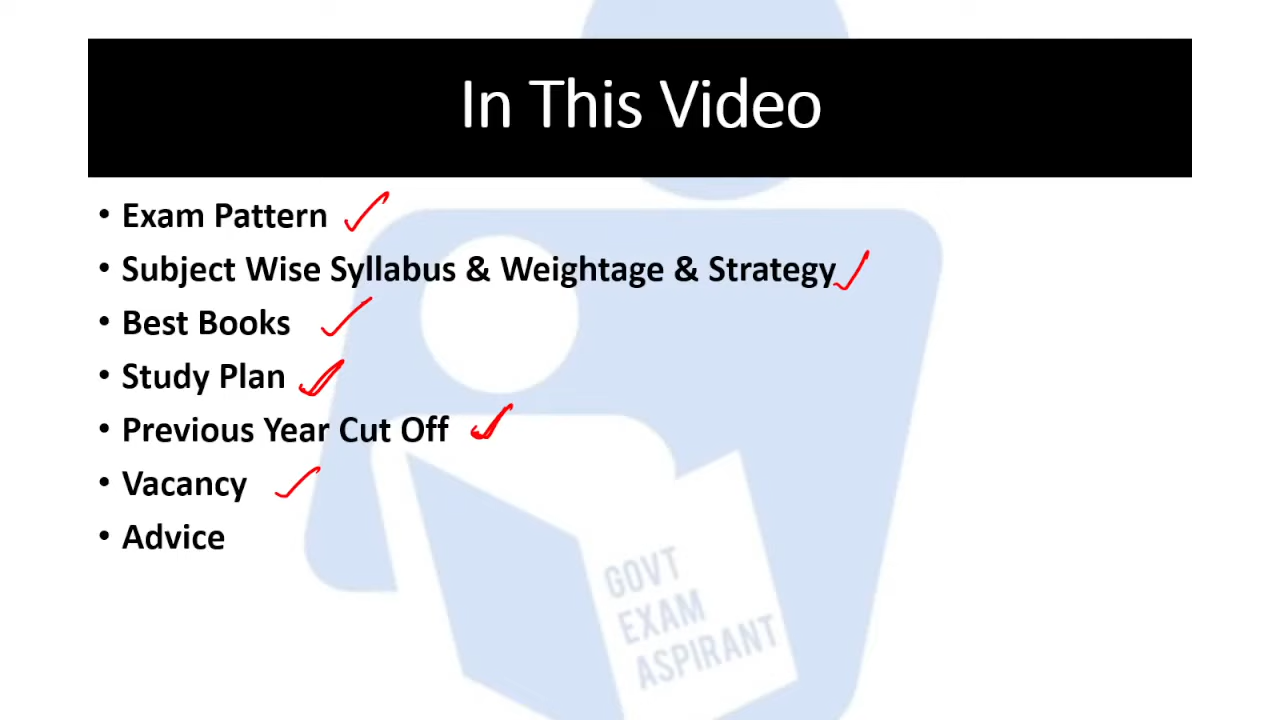 In This Video
• Exam Pattern
• Subject Wise Syllabus & Weightage & Strategy
• Best Books
• Study Plan
• Previous Year Cut Off
• Vacancy
• Advice
GOVT
EXAM
ASPIRANT